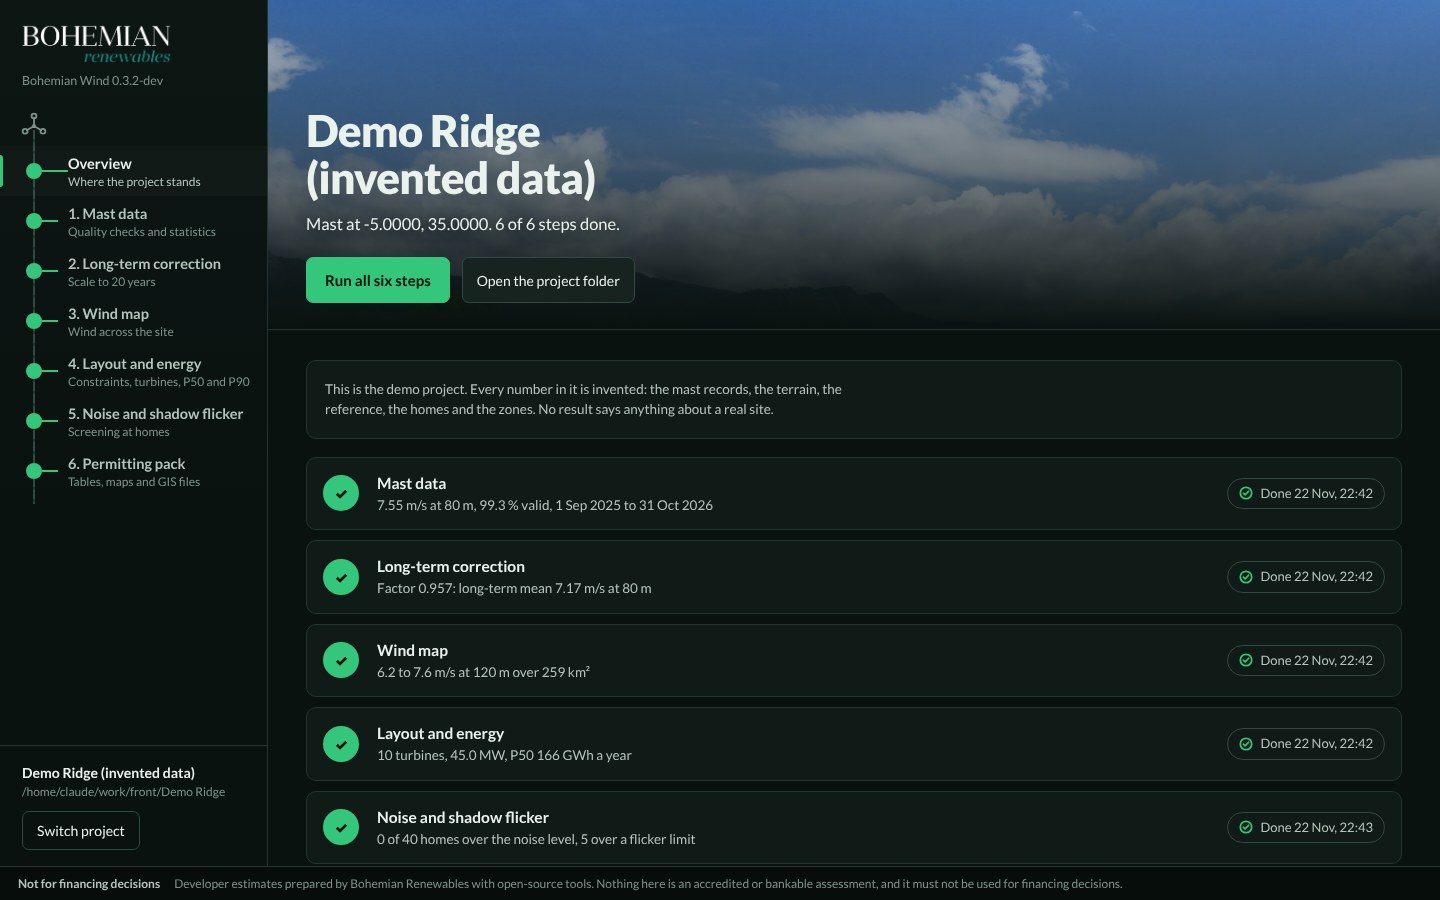 BOHEMIAN
renewables
Bohemian Wind 0.3.2-dev
Overview
Where the project stands
1. Mast data
Quality checks and statistics
2. Long-term correction
Scale to 20 years
3. Wind map
Wind across the site
4. Layout and energy
Constraints, turbines, P50 and P90
5. Noise and shadow flicker
Screening at homes
6. Permitting pack
Tables, maps and GIS files
Demo Ridge (invented data)
/home/claude/work/front/Demo Ridge
Switch project
Demo Ridge
(invented data)
Mast at -5.0000, 35.0000. 6 of 6 steps done.
Run all six steps
Open the project folder
This is the demo project. Every number in it is invented: the mast records, the terrain, the
reference, the homes and the zones. No result says anything about a real site.
Mast data
7.55 m/s at 80 m, 99.3 % valid, 1 Sep 2025 to 31 Oct 2026
Done 22 Nov, 22:42
Long-term correction
Factor 0.957: long-term mean 7.17 m/s at 80 m
Done 22 Nov, 22:42
Wind map
6.2 to 7.6 m/s at 120 m over 259 km²
Done 22 Nov, 22:42
Layout and energy
10 turbines, 45.0 MW, P50 166 GWh a year
Done 22 Nov, 22:42
Noise and shadow flicker
0 of 40 homes over the noise level, 5 over a flicker limit
Done 22 Nov, 22:43
Not for financing decisions
Developer estimates prepared by Bohemian Renewables with open-source tools. Nothing here is an accredited or bankable assessment, and it must not be used for financing decisions.